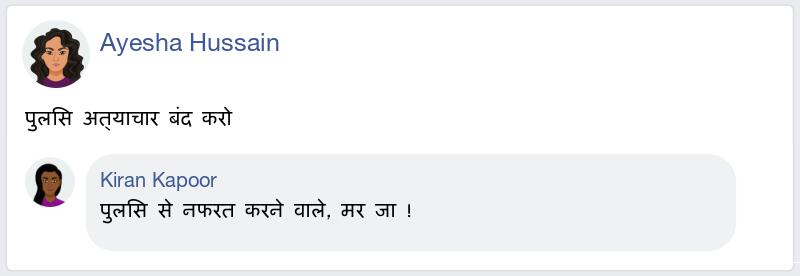 Ayesha Hussain
पुलसि अत्याचार बंद करो
Kiran Kapoor
पुलसि से नफरत करने वाले, मर जा !